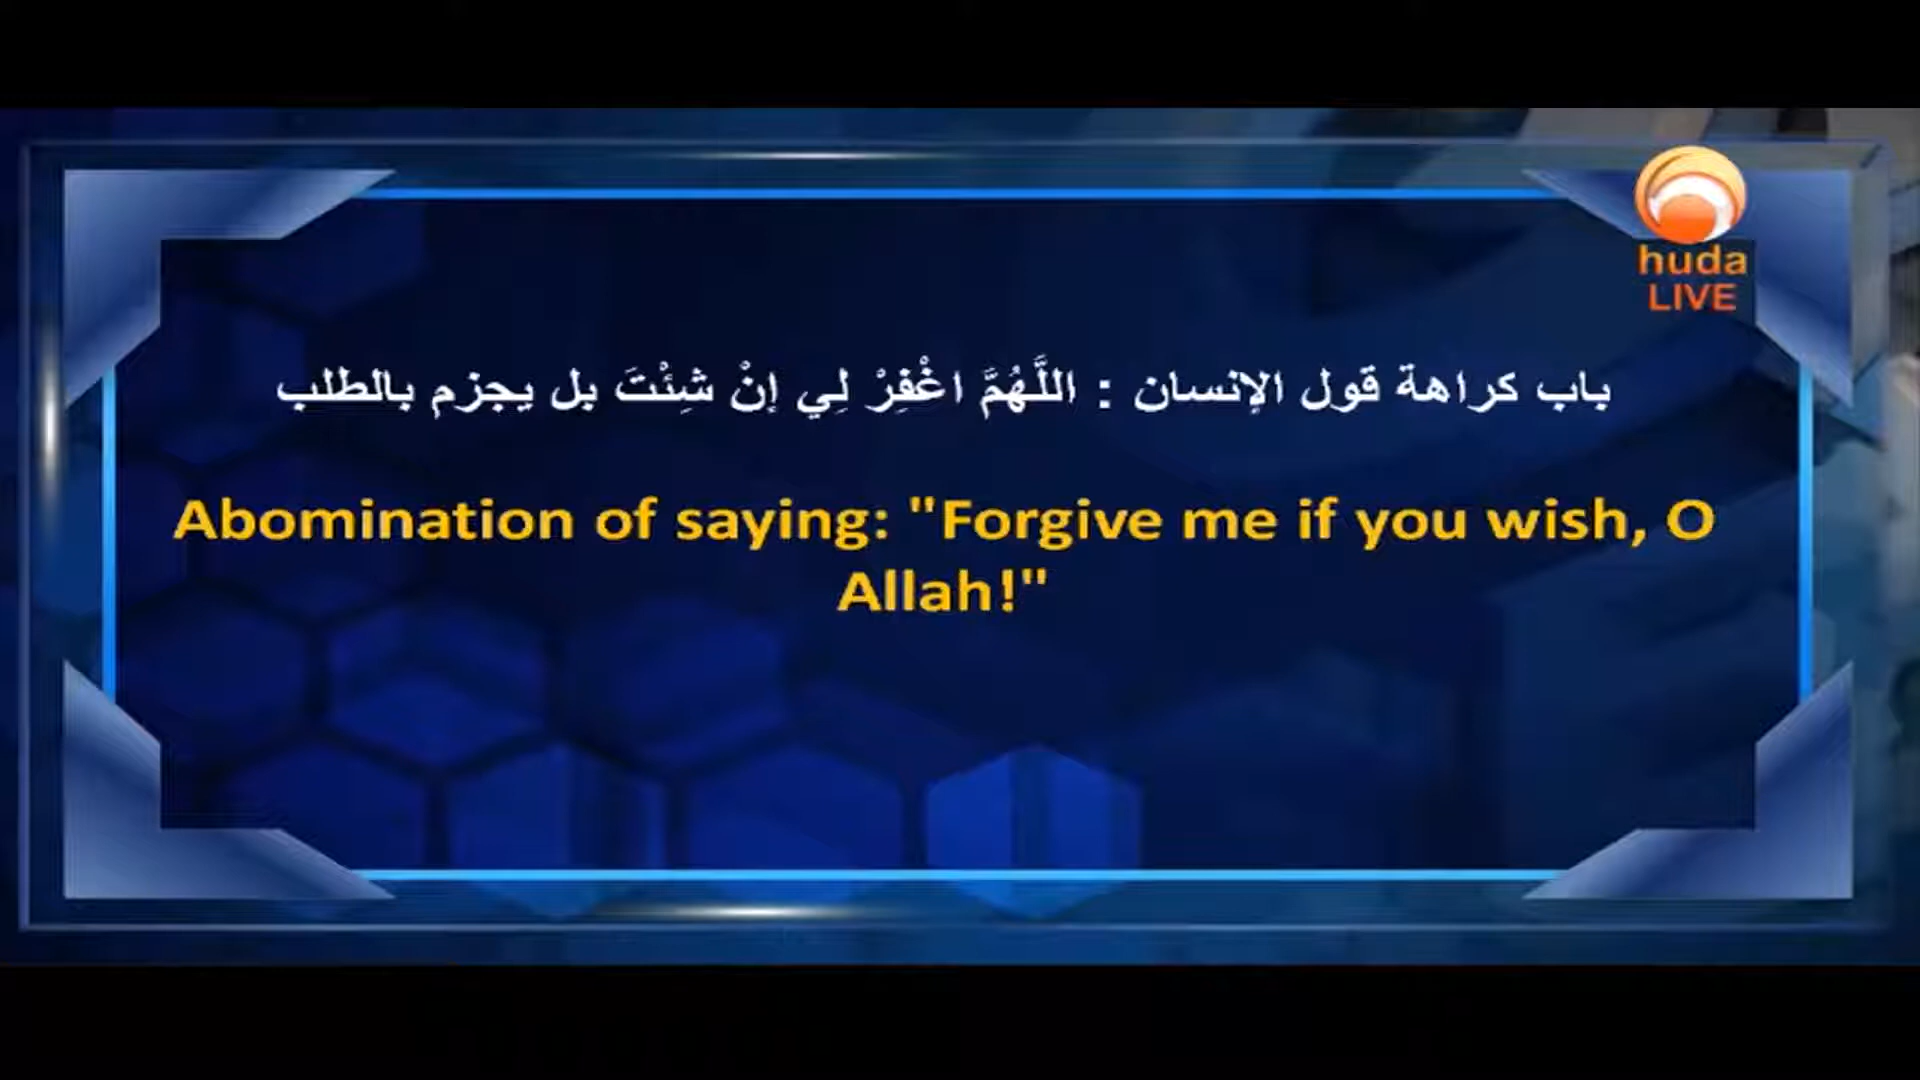 huda
LIVE
باب كراهة قول الإنسان : اللَّهُمَّ اغْفِرْ لِي إنْ شِئْتَ بل يجزم بالطلب
Abomination of saying: "Forgive me if you wish, O
Allah!"